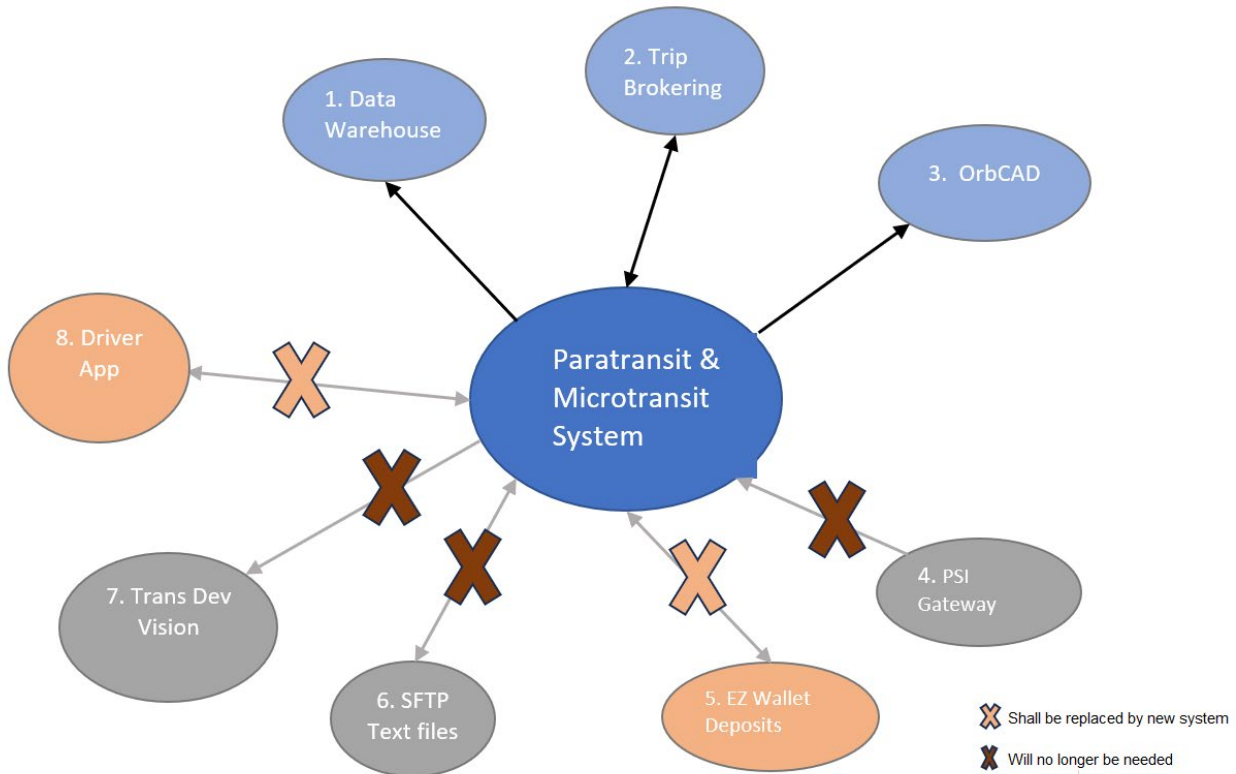 1. Data
Warehouse
2. Trip
Brokering
3. OrbCAD
Paratransit &
Microtransit
System
8. Driver
App
7. Trans Dev
Vision
6. SFTP
Text files
5. EZ Wallet
Deposits
4. PSI
Gateway
Shall be replaced by new system
Will no longer be needed